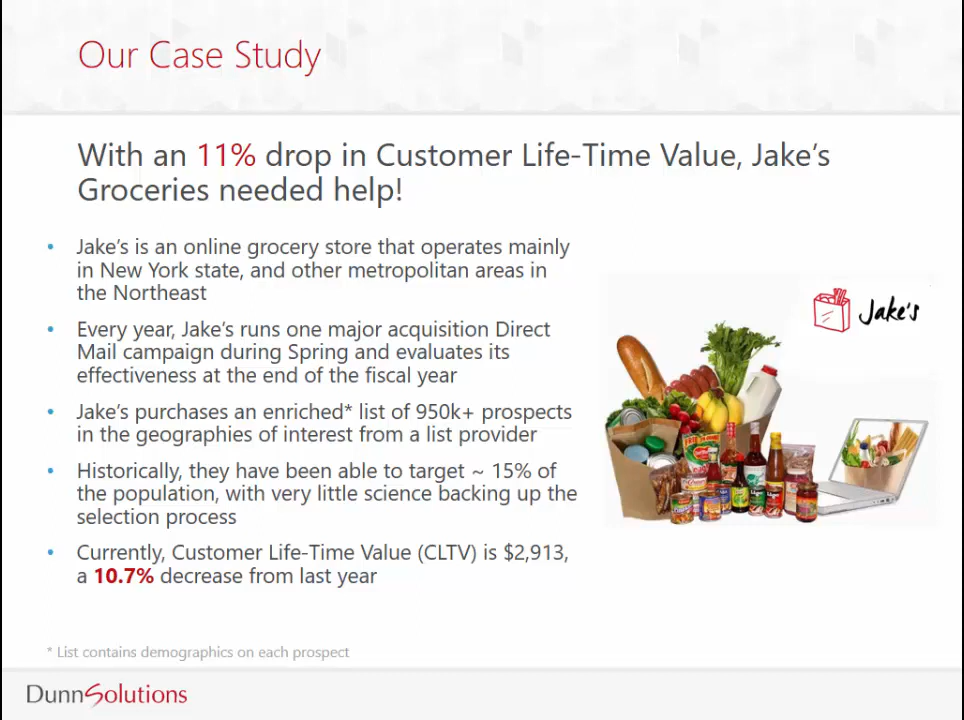 Our Case Study
With an 11% drop in Customer Life-Time Value, Jake’s
Groceries needed help!
• Jake’s is an online grocery store that operates mainly
in New York state, and other metropolitan areas in
the Northeast
• Every year, Jake’s runs one major acquisition Direct
Mail campaign during Spring and evaluates its
effectiveness at the end of the fiscal year
• Jake’s purchases an enriched* list of 950k+ prospects
in the geographies of interest from a list provider
• Historically, they have been able to target ~ 15% of
the population, with very little science backing up the
selection process
• Currently, Customer Life-Time Value (CLTV) is $2,913,
a 10.7% decrease from last year
Jake's
* List contains demographics on each prospect
DunnSolutions